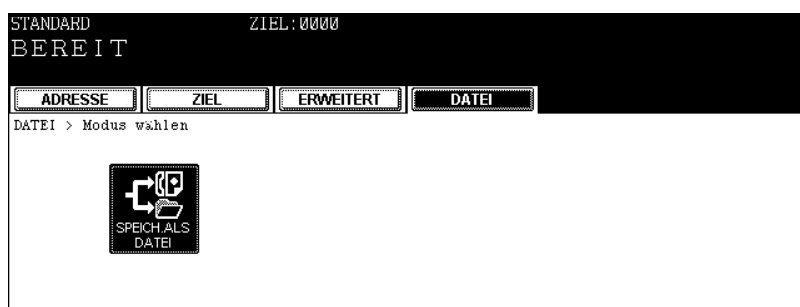 STANDARD ZIEL:0000
BEREIT
ADRESSE ZIEL ERWEITERT DATEI
DATEI > Modus wählen
SPEICH.ALS
DATEI